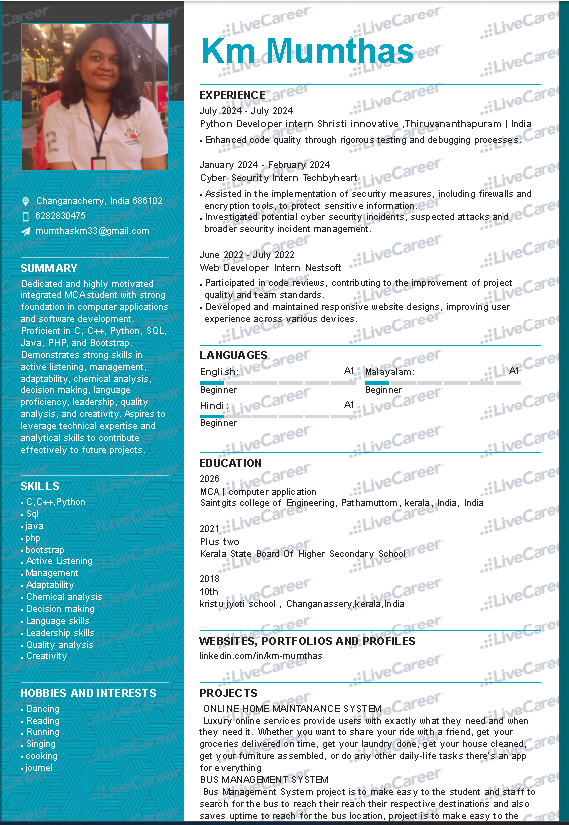 Km Mumthas
Changanacherry, India 686102
6282830475
mumthaskm33@gmail.com
SUMMARY
Dedicated and highly motivated
integrated MCAstudent with strong
foundation in computer applications
and software development.
Proficient in C, C++, Python, SQL,
Java, PHP, and Bootstrap.
Demonstrates strong skills in
active listening, management,
adaptability, chemical analysis,
decision making, language
proficiency, leadership, quality
analysis, and creativity. Aspires to
leverage technical expertise and
analytical skills to contribute
effectively to future projects.
SKILLS
• C,C++,Python
• Sql
• java
• php
• bootstrap
• Active Listening
• Management
• Adaptability
• Chemical analysis
• Decision making
• Language skills
• Leadership skills
• Quality analysis
• Creativity
HOBBIES AND INTERESTS
• Dancing
• Reading
• Running
• Singing
• cooking
• journel
EXPERIENCE
July 2024 - July 2024
Python Developer intern Shristi innovative ,Thiruvananthapuram | India
• Enhanced code quality through rigorous testing and debugging processes.
January 2024 - February 2024
Cyber Security Intern Techbyheart
• Assisted in the implementation of security measures, including firewalls and
encryption tools, to protect sensitive information.
• Investigated potential cyber security incidents, suspected attacks and
broader security incident management.
June 2022 - July 2022
Web Developer Intern Nestsoft
• Participated in code reviews, contributing to the improvement of project
quality and team standards.
• Developed and maintained responsive website designs, improving user
experience across various devices.
LANGUAGES
English: A1 Malayalam: A1
Beginner Beginner
Hindi: A1
Beginner
EDUCATION
2026
MCA | computer application
Saintgits college of Engineering, Pathamuttom, kerala, India, India
2021
Plus two
Kerala State Board Of Higher Secondary School
2018
10th
kristu jyoti school , Changanassery,kerala,India
WEBSITES, PORTFOLIOS AND PROFILES
linkedin.com/in/km-mumthas
PROJECTS
ONLINE HOME MAINTANANCE SYSTEM
Luxury online services provide users with exactly what they need and when
they need it. Whether you want to share your ride with a friend, get your
groceries delivered on time, get your laundry done, get your house cleaned,
get your furniture assembled, or do any other daily-life tasks there's an app
for everything
BUS MANAGEMENT SYSTEM
Bus Management System project is to make easy to the student and staff to
search for the bus to reach their reach their respective destinations and also
saves uptime to reach for the bus location, project is to make easy to the
LiveCareer